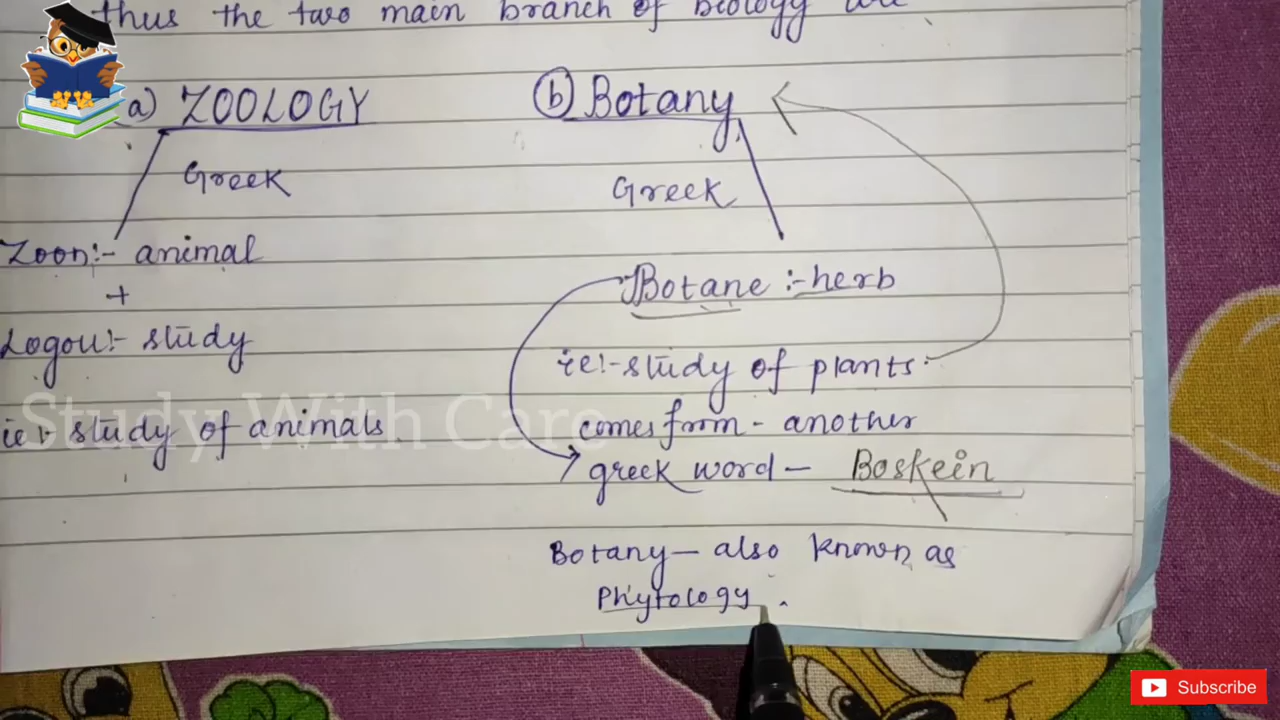 thus the two main branch of biology are
a) ZOOLOGY
Greek
Zoon:- animal
+
Logou:- study
ie:- study of animals.
b) Botany
Greek
Botane :- herb
ie:- study of plants.
comes from - another
greek word - Boskein
Botany - also known as
Phytology.
Study With Care
Subscribe